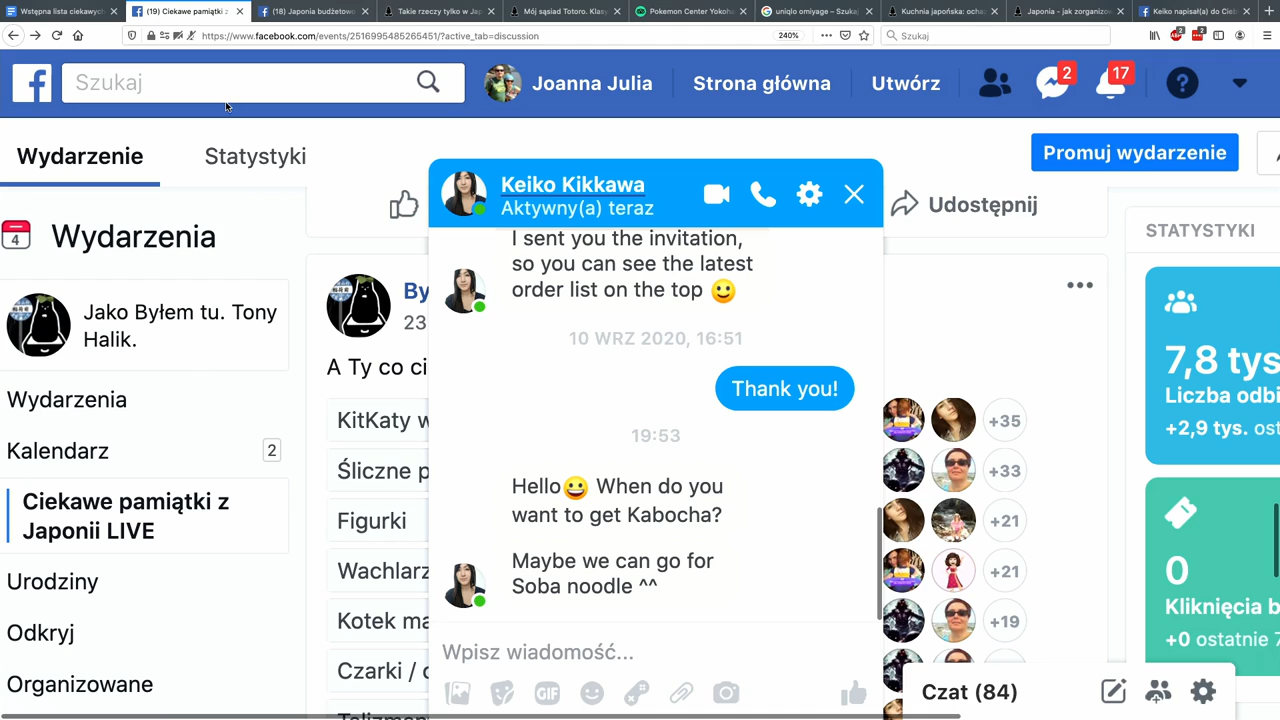 Wstępna lista ciekawych
(19) Ciekawe pamiątki z
(18) Japonia budżetowo
Takie rzeczy tylko w Jap
Mój sąsiad Totoro. Klasy
Pokemon Center Yokoha
uniqlo omiyage – Szukaj
Kuchnia japońska: ocha
Japonia - jak zorganizow
Keiko napisał(a) do Ciebi
https://www.facebook.com/events/2516995485265451/?active_tab=discussion
240%
Szukaj
Szukaj
Joanna Julia
Strona główna
Utwórz
2
17
Wydarzenie
Statystyki
Promuj wydarzenie
4
Wydarzenia
Jako Byłem tu. Tony
Halik.
Wydarzenia
Kalendarz
2
Ciekawe pamiątki z
Japonii LIVE
Urodziny
Odkryj
Organizowane
Udostępnij
By
23
A Ty co ci
KitKaty w
Śliczne p
Figurki
Wachlarz
Kotek ma
Czarki / 
+35
+33
+21
+21
+19
Keiko Kikkawa
Aktywny(a) teraz
I sent you the invitation,
so you can see the latest
order list on the top 😀
10 WRZ 2020, 16:51
Thank you!
19:53
Hello😀 When do you
want to get Kabocha?
Maybe we can go for
Soba noodle ^^
Wpisz wiadomość...
GIF
STATYSTYKI
7,8 tys
Liczba odbi
+2,9 tys. ost
0
Kliknięcia b
+0 ostatnie 7
Czat (84)